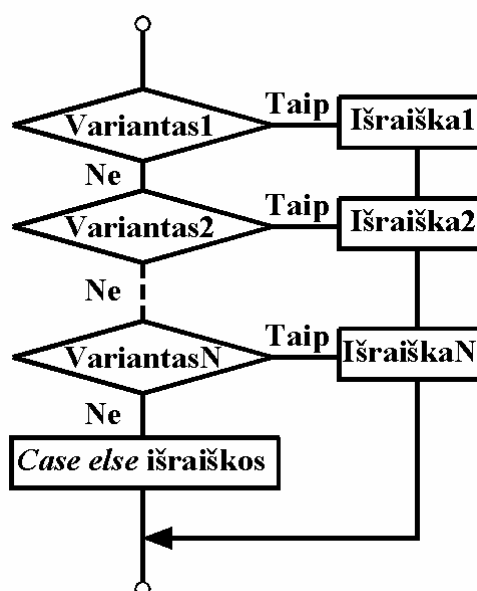 Taip
Variantas1
Išraiška1
Ne
Taip
Variantas2
Išraiška2
Ne
Taip
VariantasN
IšraiškaN
Ne
Case else išraiškos